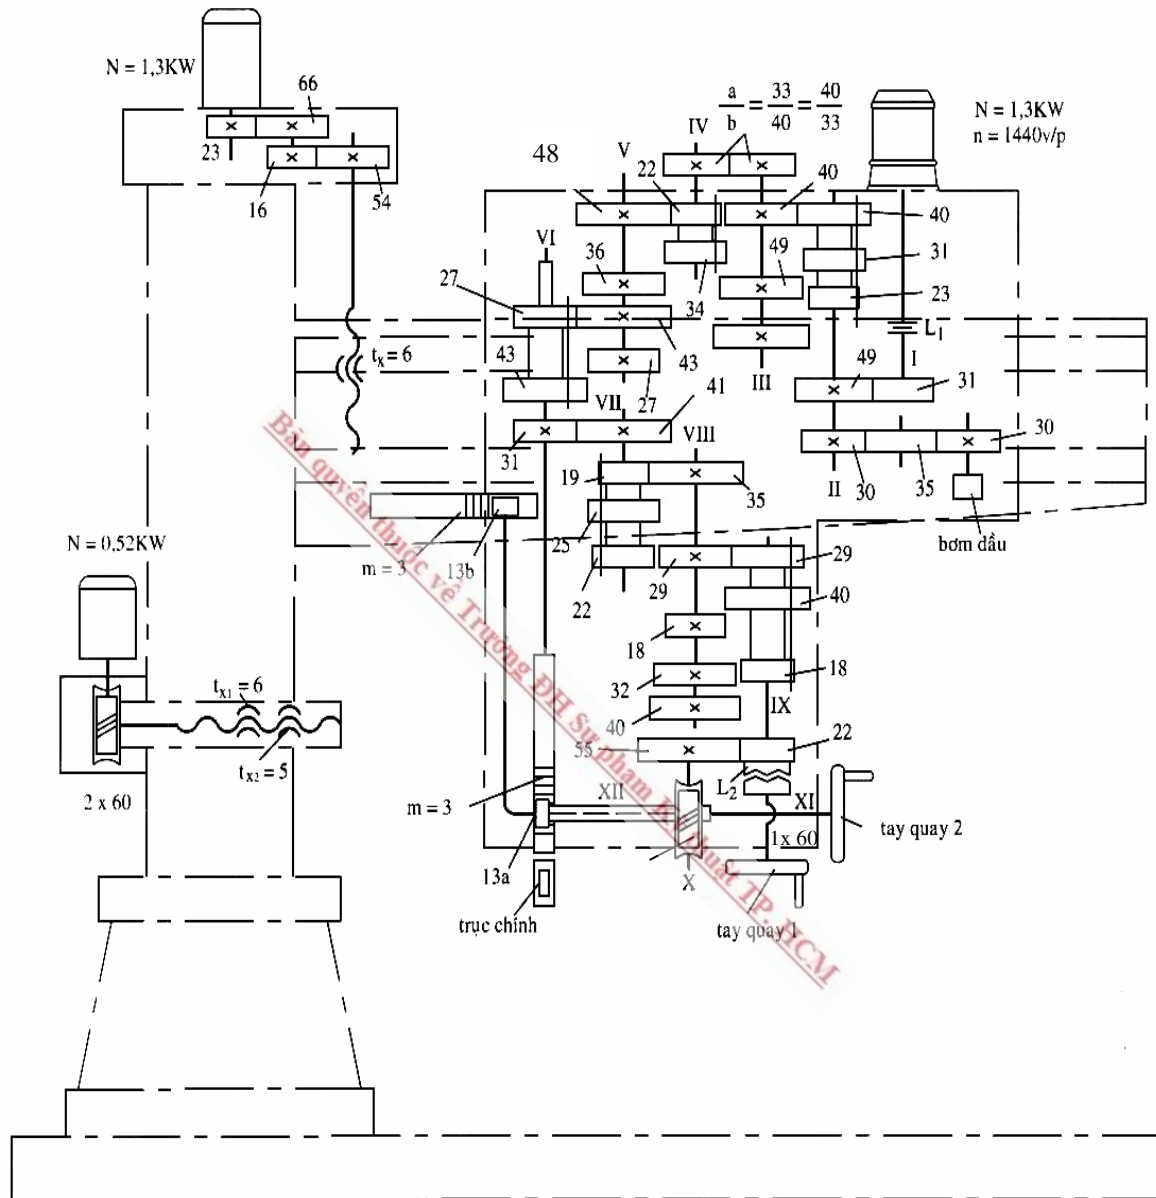 N = 1,3KW
66
23
16
54
a/b = 33/40 = 40/33
N = 1,3KW
n = 1440v/p
IV
V
48
22
40
40
VI
36
49
31
27
34
23
L1
tx = 6
43
43
III
49
I
31
27
VII
41
VIII
31
30
19
35
II
30
35
25
bơm dầu
N = 0,52KW
m = 3
13b
22
29
29
40
18
18
32
IX
40
tX1 = 6
55
22
tX2 = 5
L2
2 x 60
m = 3
XII
XI
tay quay 2
1x 60
13a
X
trục chính
tay quay 1
Bản quyền thuộc về Trường ĐH Sư phạm Kỹ thuật TP. HCM